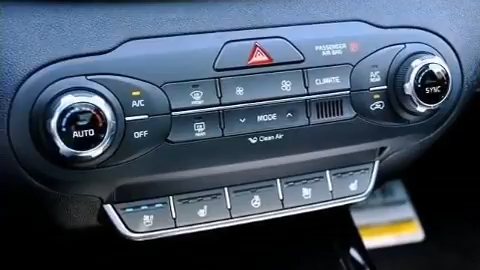 PASSENGER
AIR BAG
A/C
CLIMATE
A/C
SYNC
AUTO
OFF
MODE
Clean Air